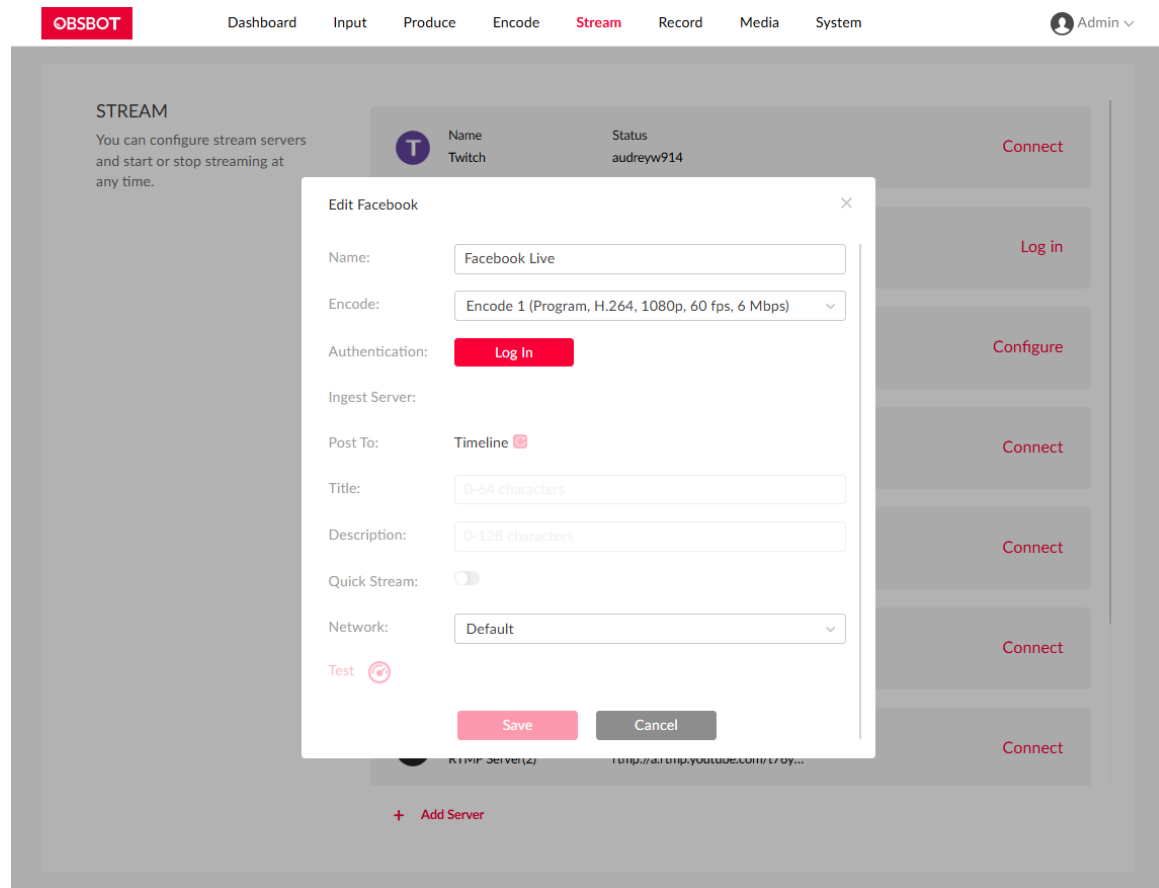 OBSBOT Dashboard Input Produce Encode Stream Record Media System Admin
STREAM
You can configure stream servers
and start or stop streaming at
any time.
T
Name Status
Twitch audreyw914
Connect
Log in
Configure
Connect
Connect
Connect
Connect
Edit Facebook
Name: Facebook Live
Encode: Encode 1 (Program, H.264, 1080p, 60 fps, 6 Mbps)
Authentication: Log In
Ingest Server:
Post To: Timeline
Title: 0-64 characters
Description: 0-128 characters
Quick Stream:
Network: Default
Test
Save Cancel
RTMP Server(2)
+ Add Server